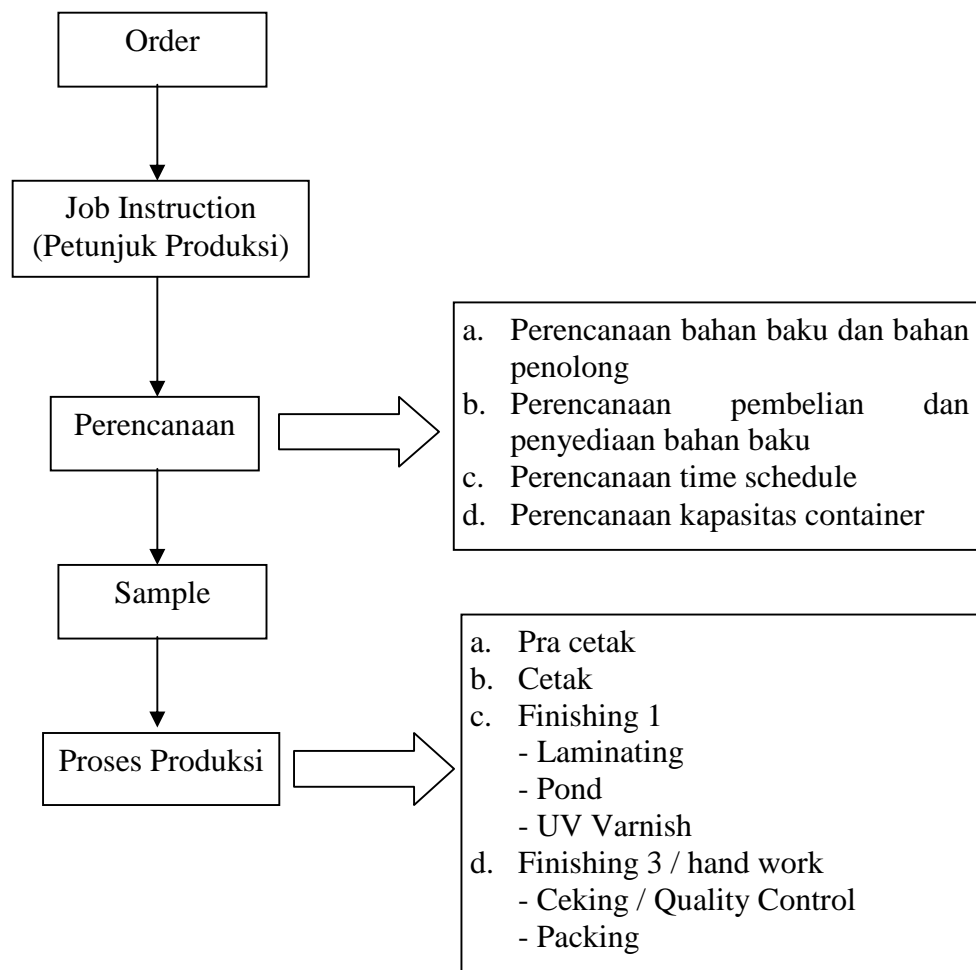 Order
Job Instruction
(Petunjuk Produksi)
Perencanaan
a. Perencanaan bahan baku dan bahan
penolong
b. Perencanaan pembelian dan
penyediaan bahan baku
c. Perencanaan time schedule
d. Perencanaan kapasitas container
Sample
Proses Produksi
a. Pra cetak
b. Cetak
c. Finishing 1
- Laminating
- Pond
- UV Varnish
d. Finishing 3 / hand work
- Ceking / Quality Control
- Packing